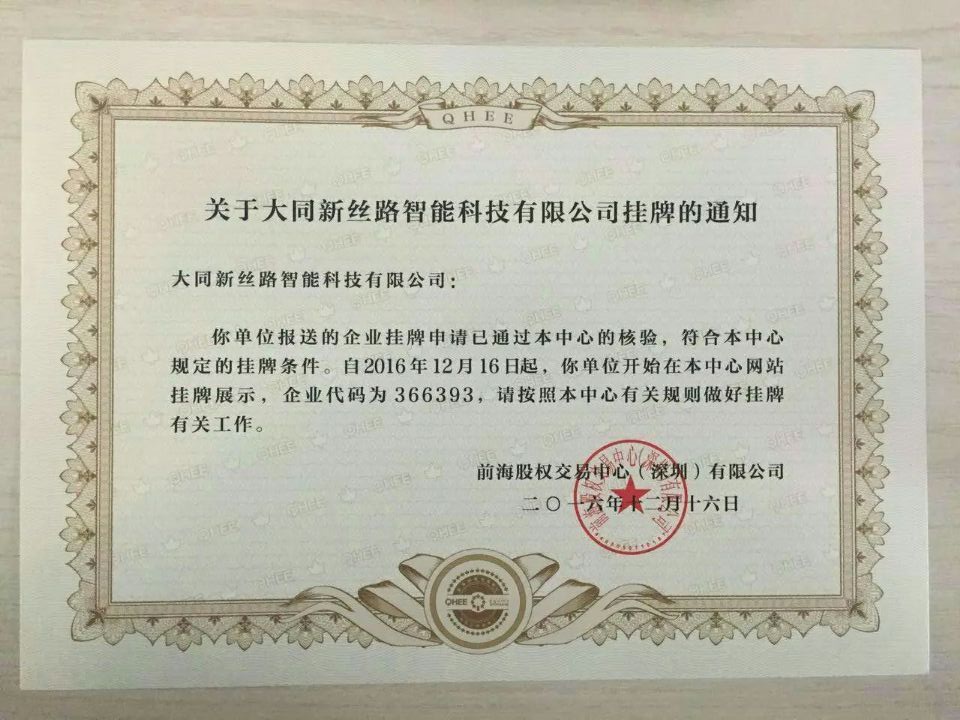 QHEE
关于大同新丝路智能科技有限公司挂牌的通知
大同新丝路智能科技有限公司：
你单位报送的企业挂牌申请已通过本中心的核验，符合本中心
规定的挂牌条件。自2016年12月16日起，你单位开始在本中心网站
挂牌展示，企业代码为366393，请按照本中心有关规则做好挂牌
有关工作。
前海股权交易中心（深圳）有限公司
二〇一六年十二月十六日
QHEE